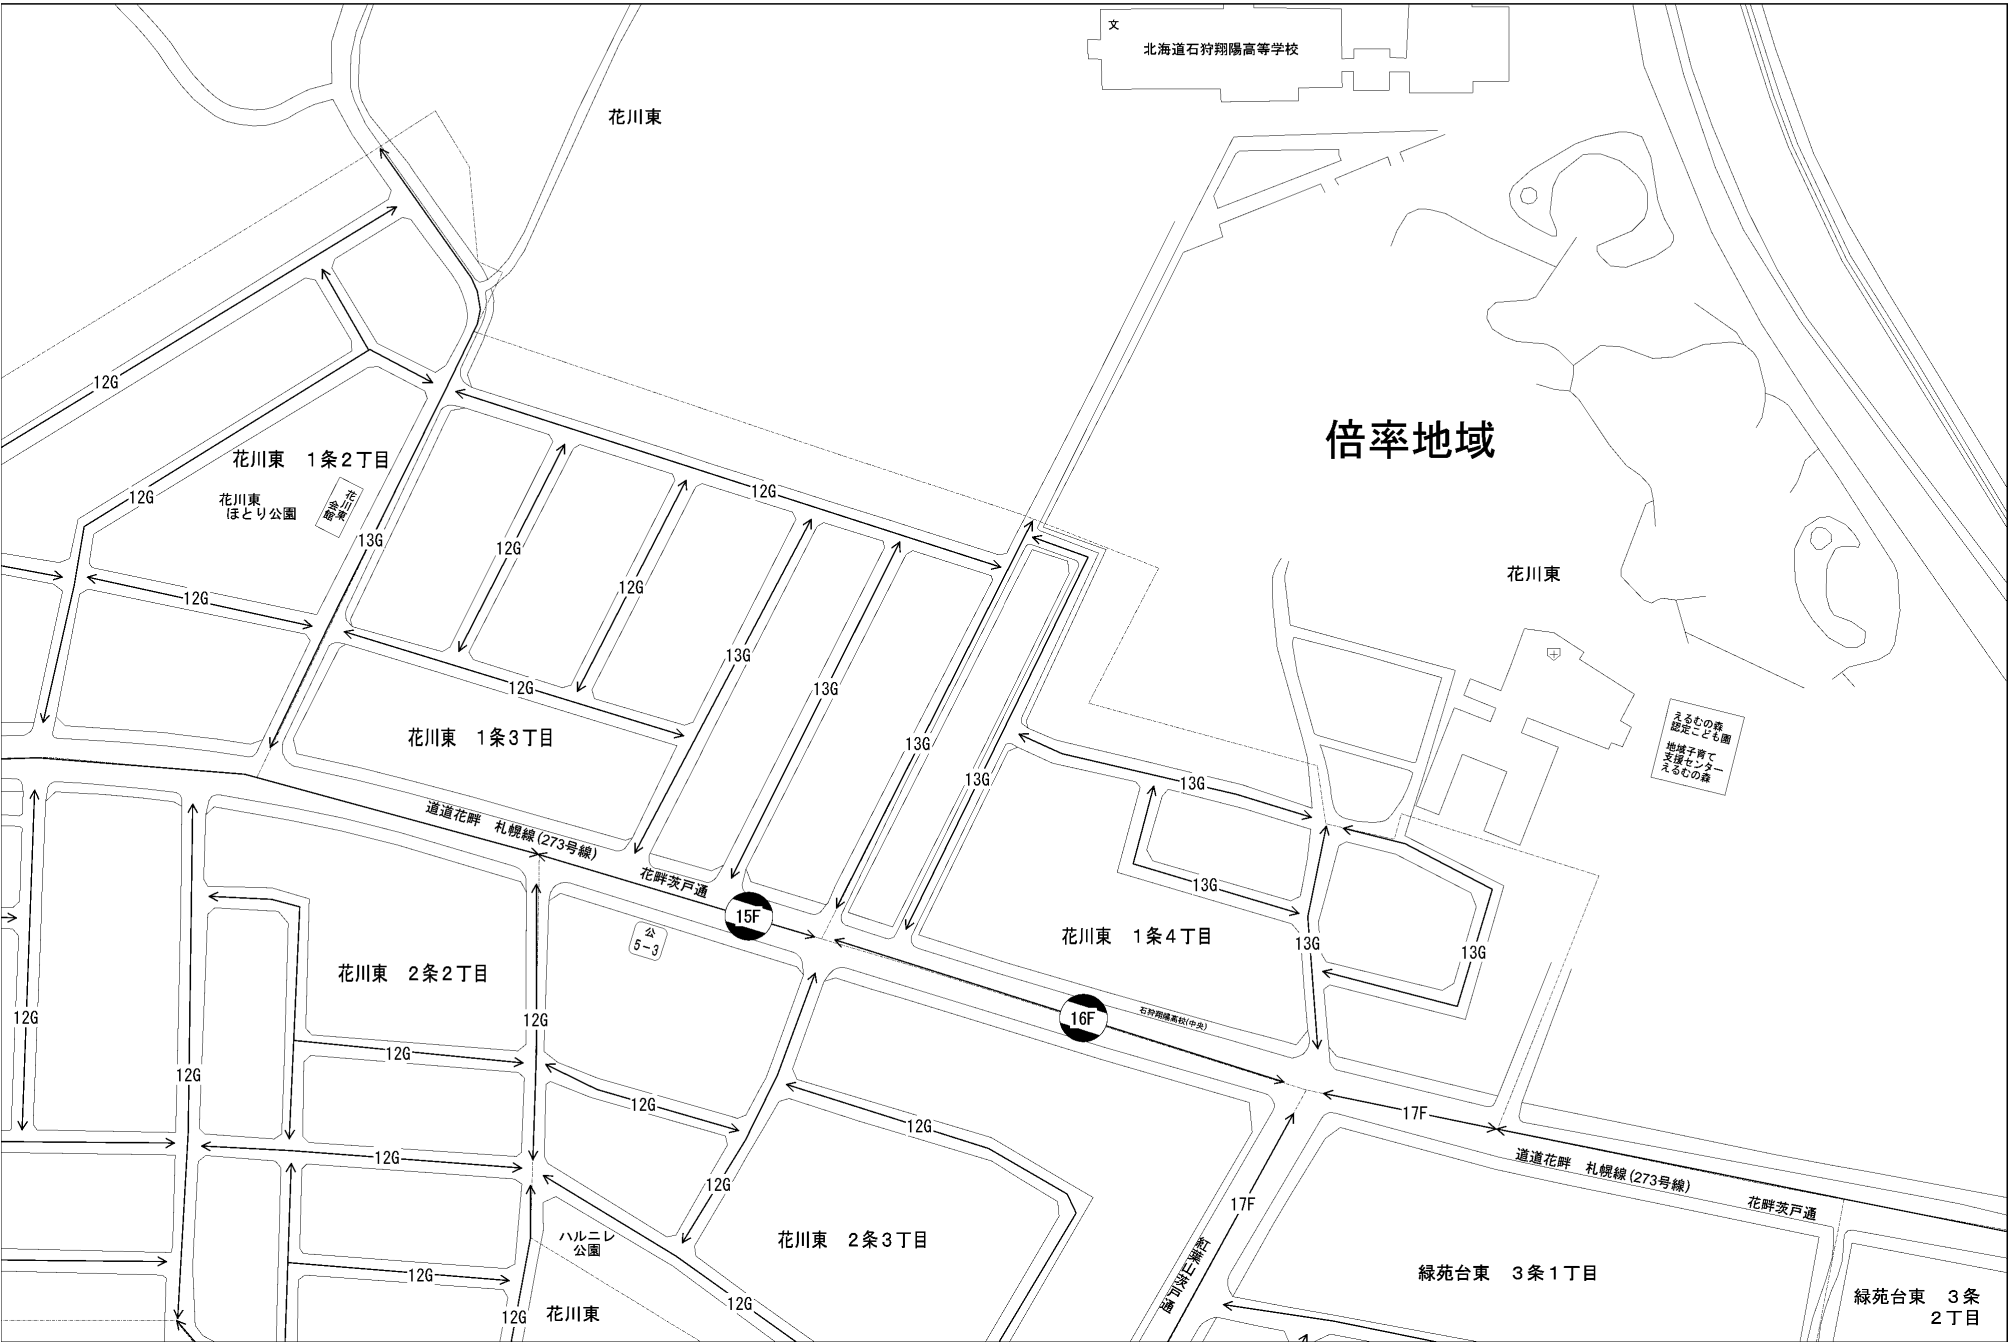 文
北海道石狩翔陽高等学校
花川東
12G
倍率地域
花川東　1条2丁目
花川東
ほとり公園
花川東
会館
12G
12G
13G
12G
12G
12G
13G
13G
13G
13G
12G
12G
花川東
えるむの森
認定こども園
地域子育て
支援センター
えるむの森
花川東　1条3丁目
13G
13G
13G
13G
道道花畔　札幌線(273号線)
花畔茨戸通
15F
公
5-3
花川東　1条4丁目
花川東　2条2丁目
12G
12G
12G
12G
16F
石狩翔陽高校(中央)
12G
12G
17F
12G
12G
17F
道道花畔　札幌線(273号線)
花畔茨戸通
ハルニレ
公園
花川東　2条3丁目
紅葉山茨戸通
緑苑台東　3条1丁目
緑苑台東　3条
2丁目
12G
12G
12G
花川東